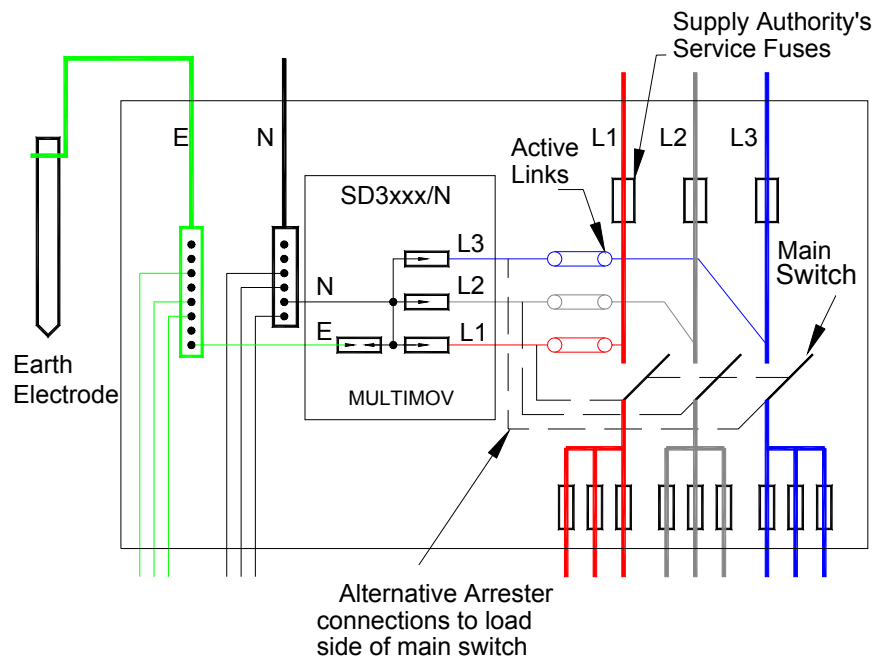 Supply Authority's
Service Fuses
E
N
L1
L2
L3
Active
Links
SD3xxx/N
L3
Main
Switch
N
L2
E
L1
MULTIMOV
Earth
Electrode
Alternative Arrester
connections to load
side of main switch